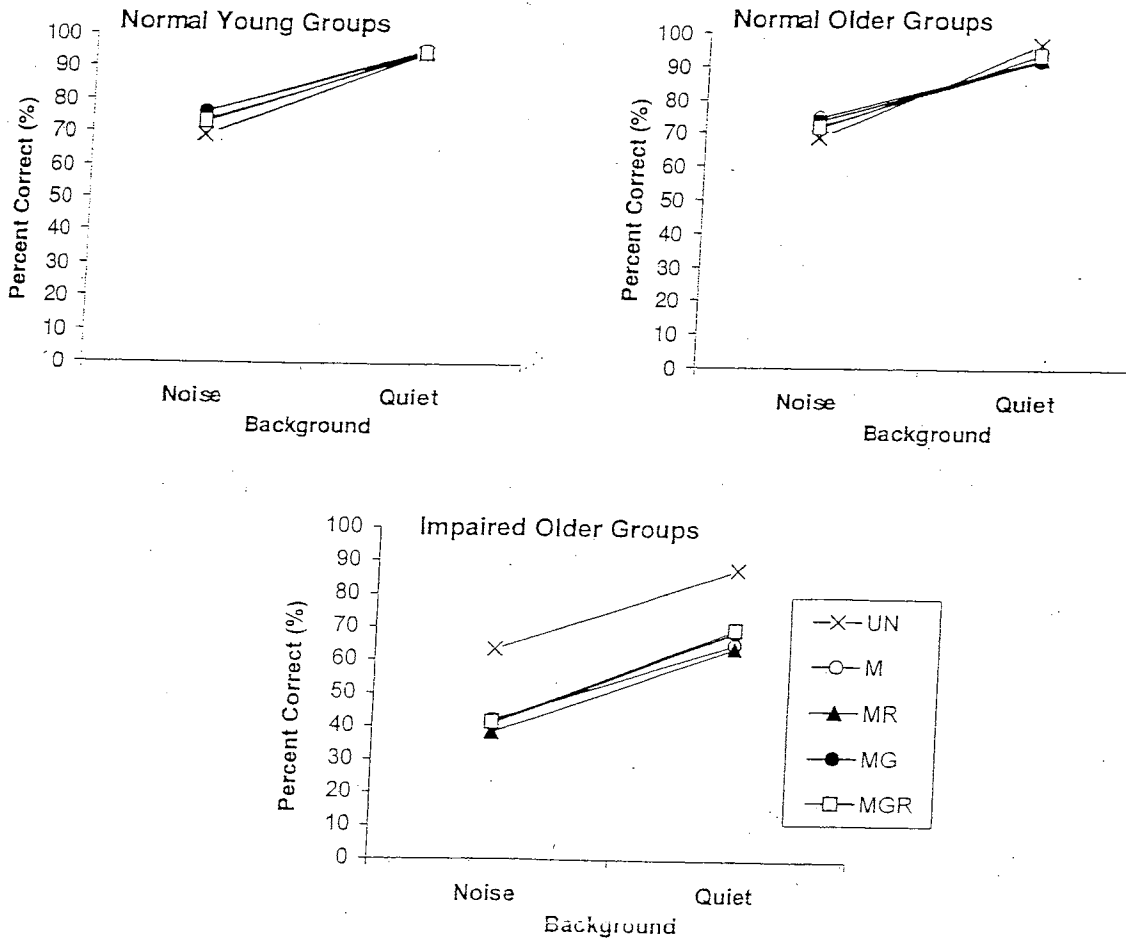 Normal Young Groups
100
90
80
70
60
50
40
30
20
10
0
Percent Correct (%)
Noise
Quiet
Background
Normal Older Groups
100
90
80
70
60
50
40
30
20
10
0
Percent Correct (%)
Noise
Quiet
Background
Impaired Older Groups
100
90
80
70
60
50
40
30
20
10
0
Percent Correct (%)
Noise
Quiet
Background
UN
M
MR
MG
MGR